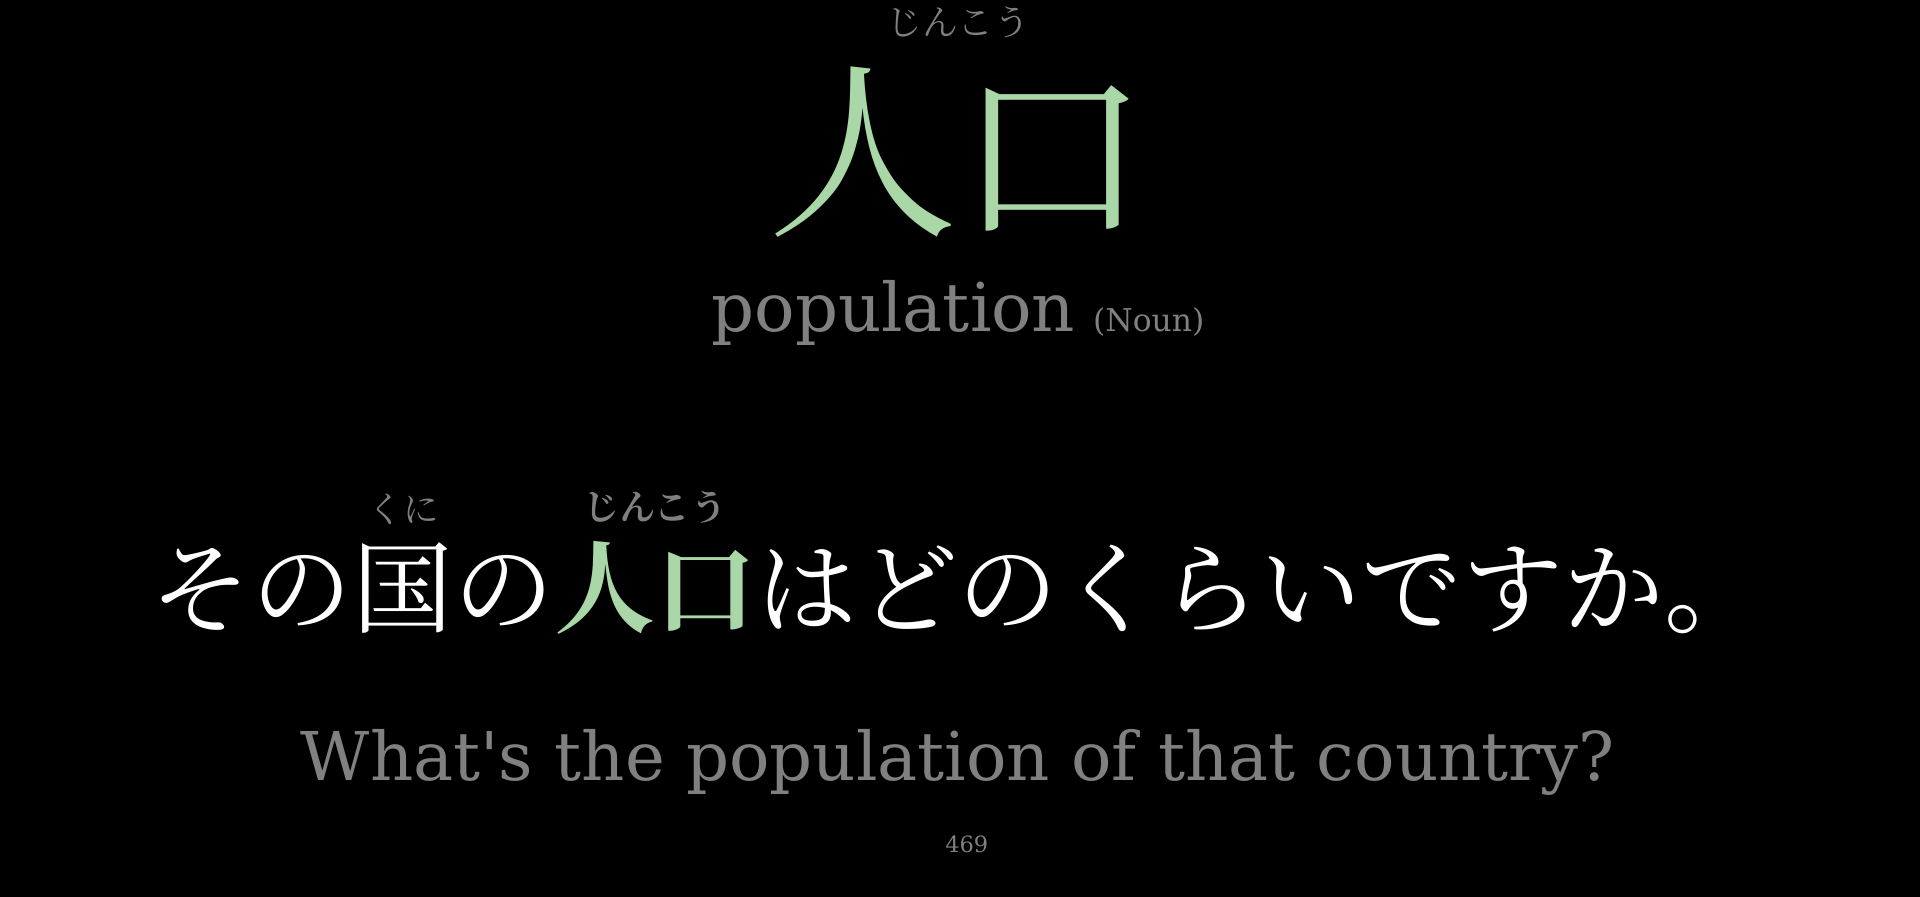 じんこう
人口
population (Noun)
くに じんこう
その国の人口はどのくらいですか。
What's the population of that country?
469